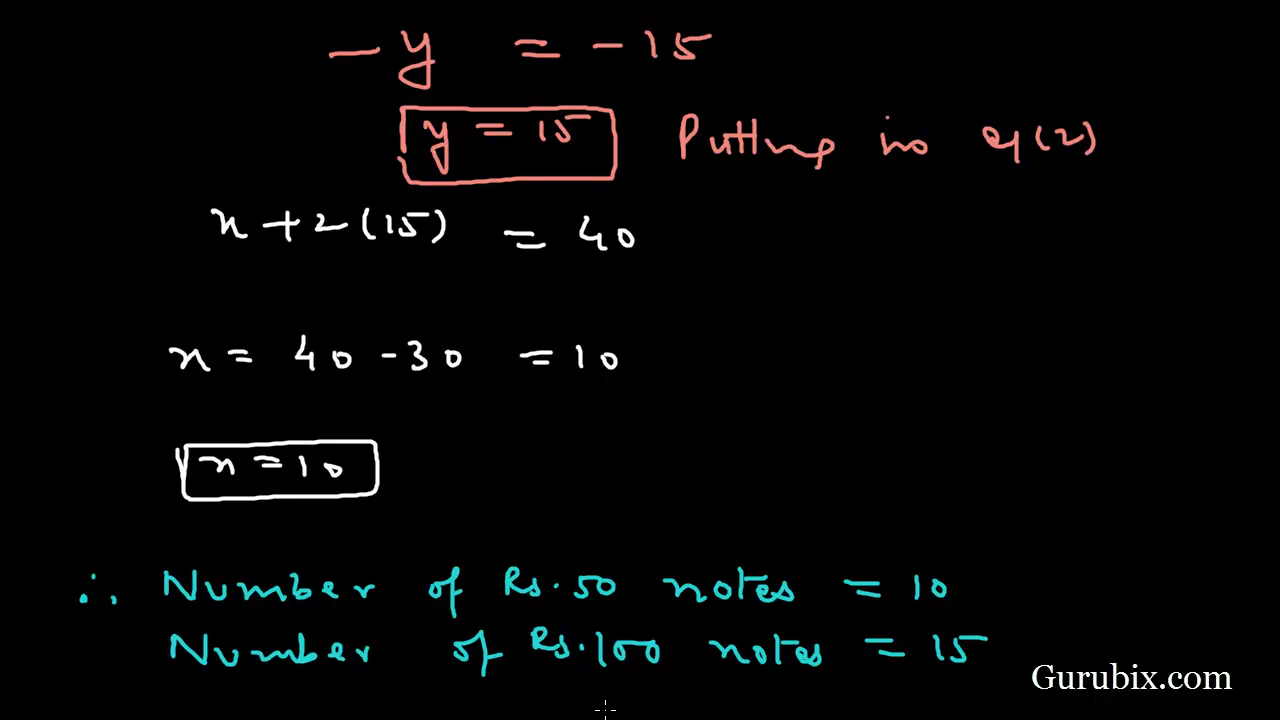 - y = - 15
y = 15 Putting in eq (2)
x + 2 (15) = 40
x = 40 - 30 = 10
x = 10
∴ Number of Rs. 50 notes = 10
Number of Rs. 100 notes = 15
Gurubix.com